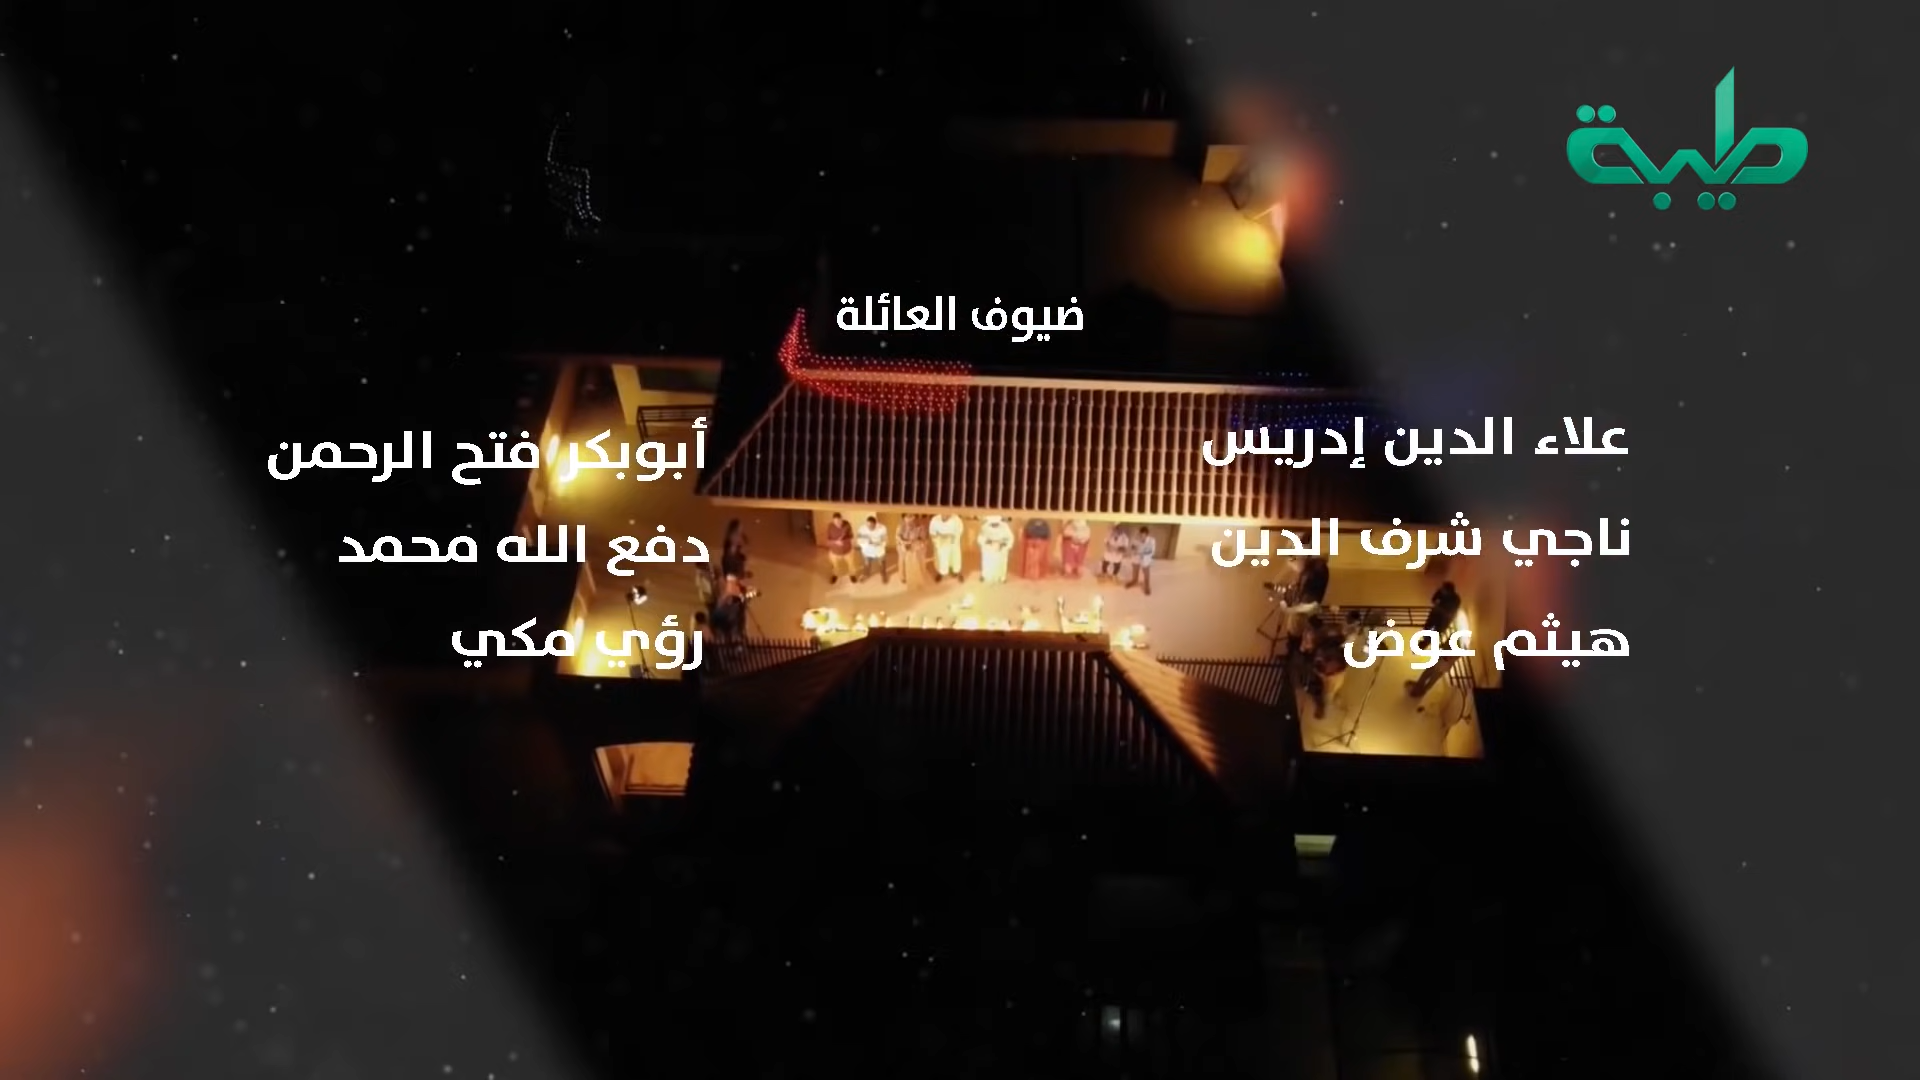 طيبة
ضيوف العائلة
علاء الدين إدريس
أبوبكر فتح الرحمن
ناجي شرف الدين
دفع الله محمد
هيثم عوض
رؤي مكي